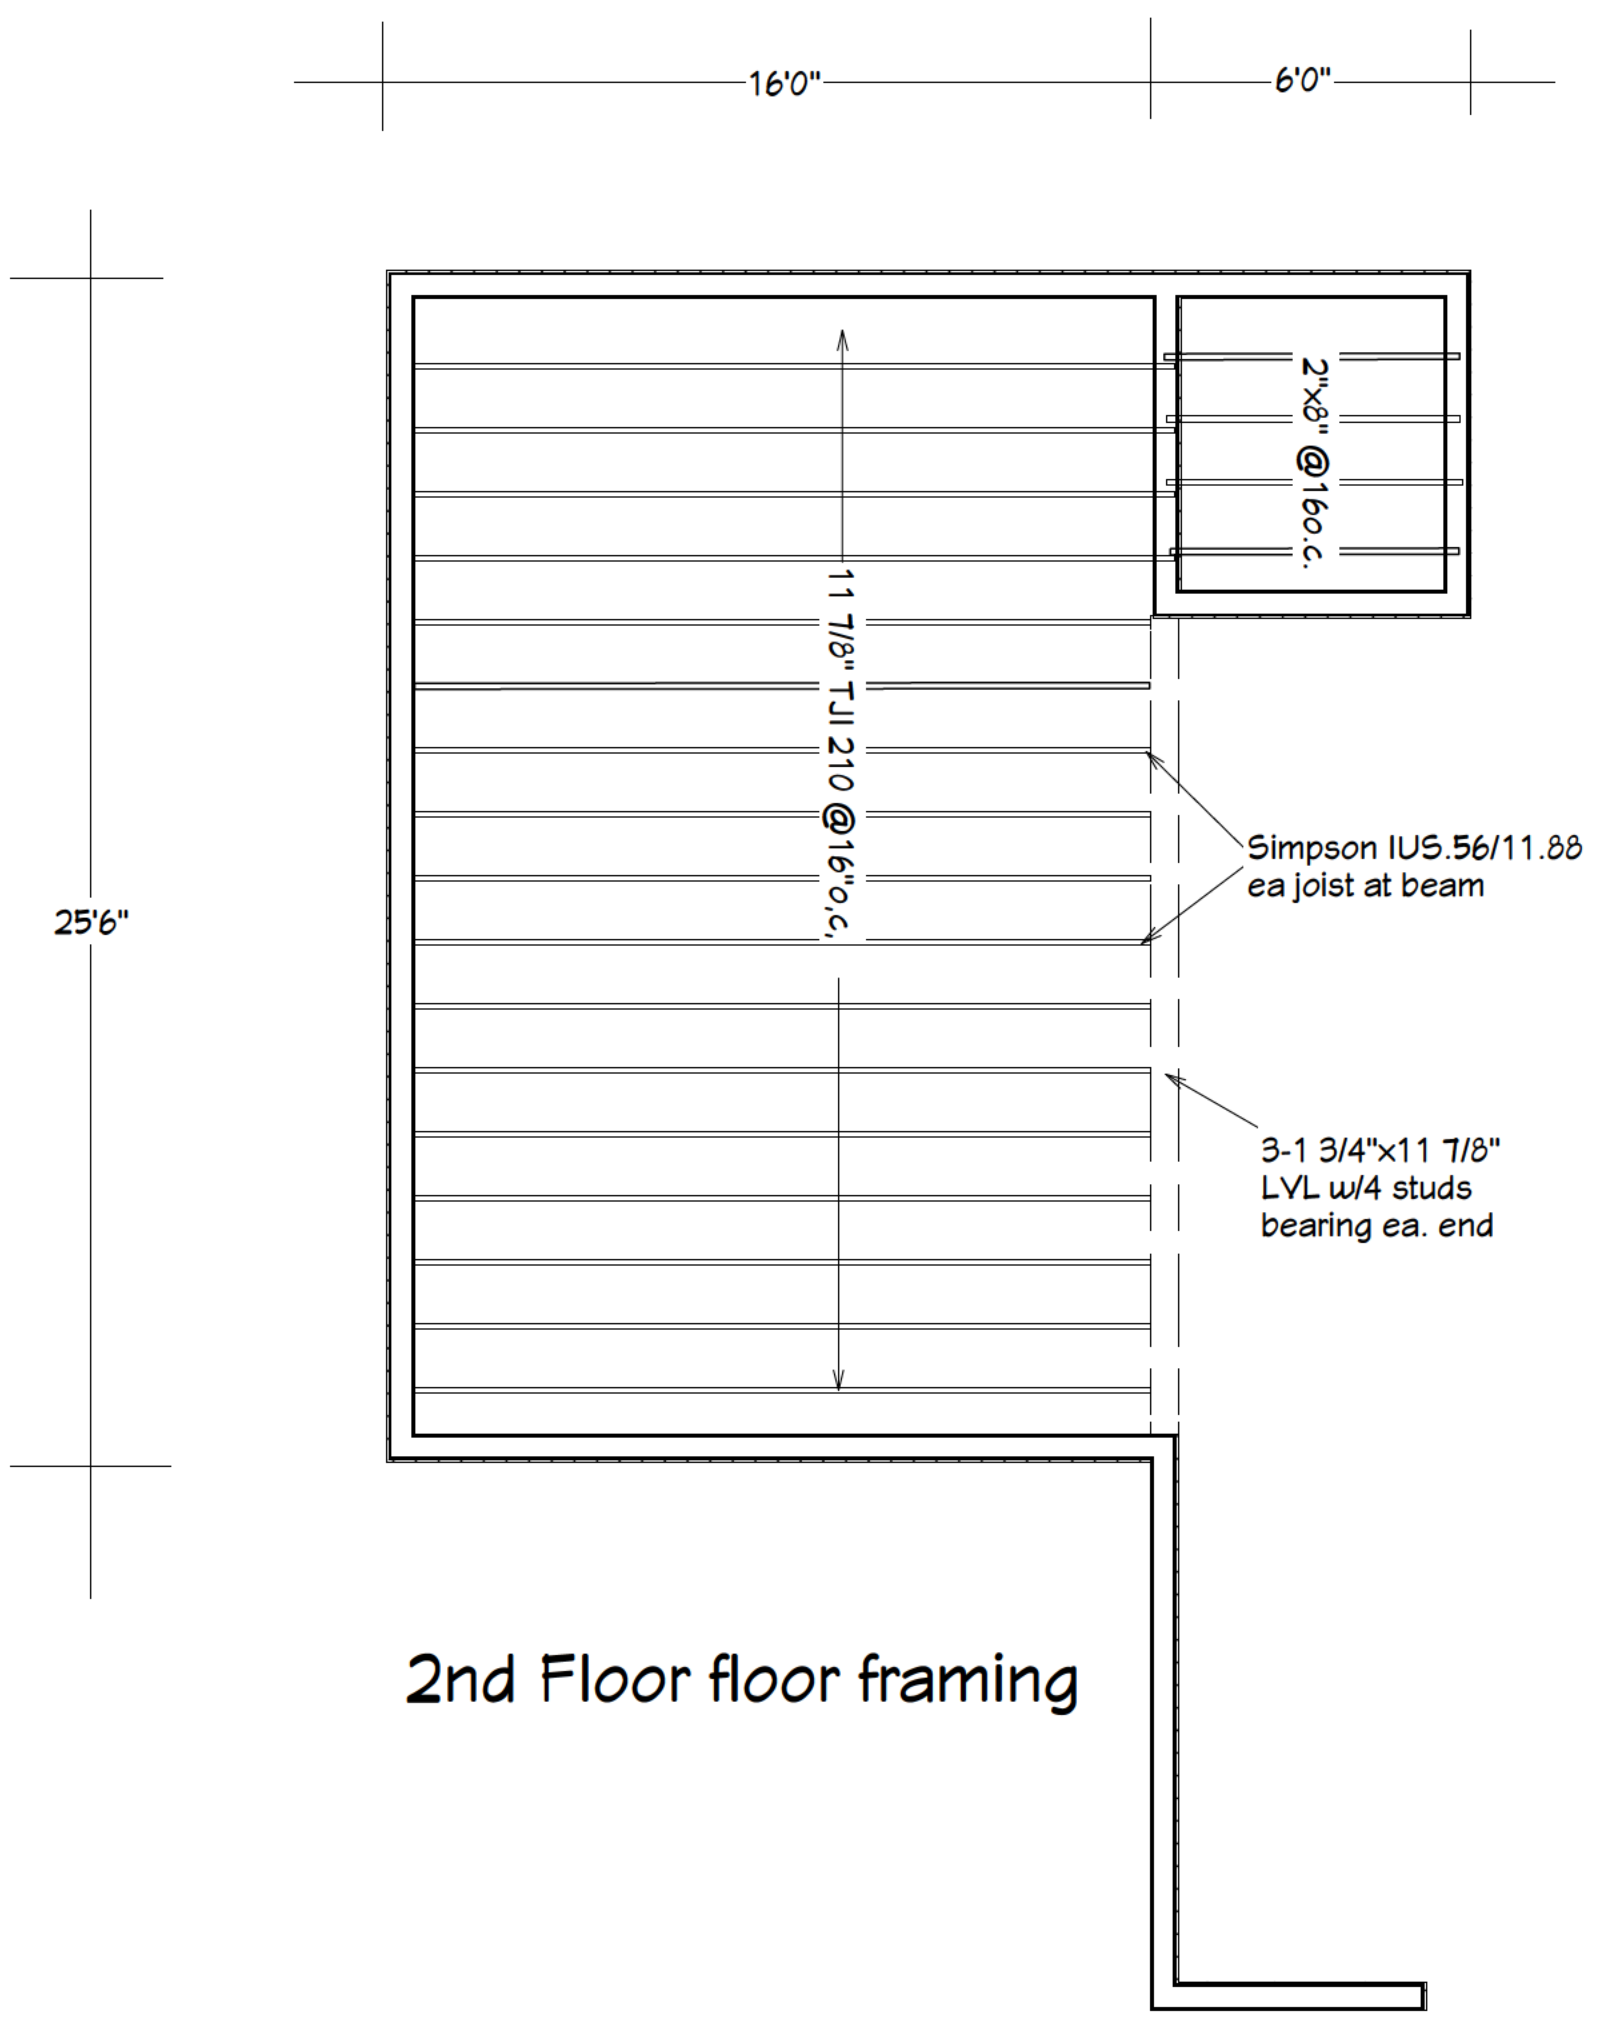 16'0"
6'0"
2"x8" @16o.c.
11 7/8" TJI 210 @16"o,c,
Simpson IUS.56/11.88
ea joist at beam
25'6"
3-1 3/4"x11 7/8"
LVL w/4 studs
bearing ea. end
2nd Floor floor framing